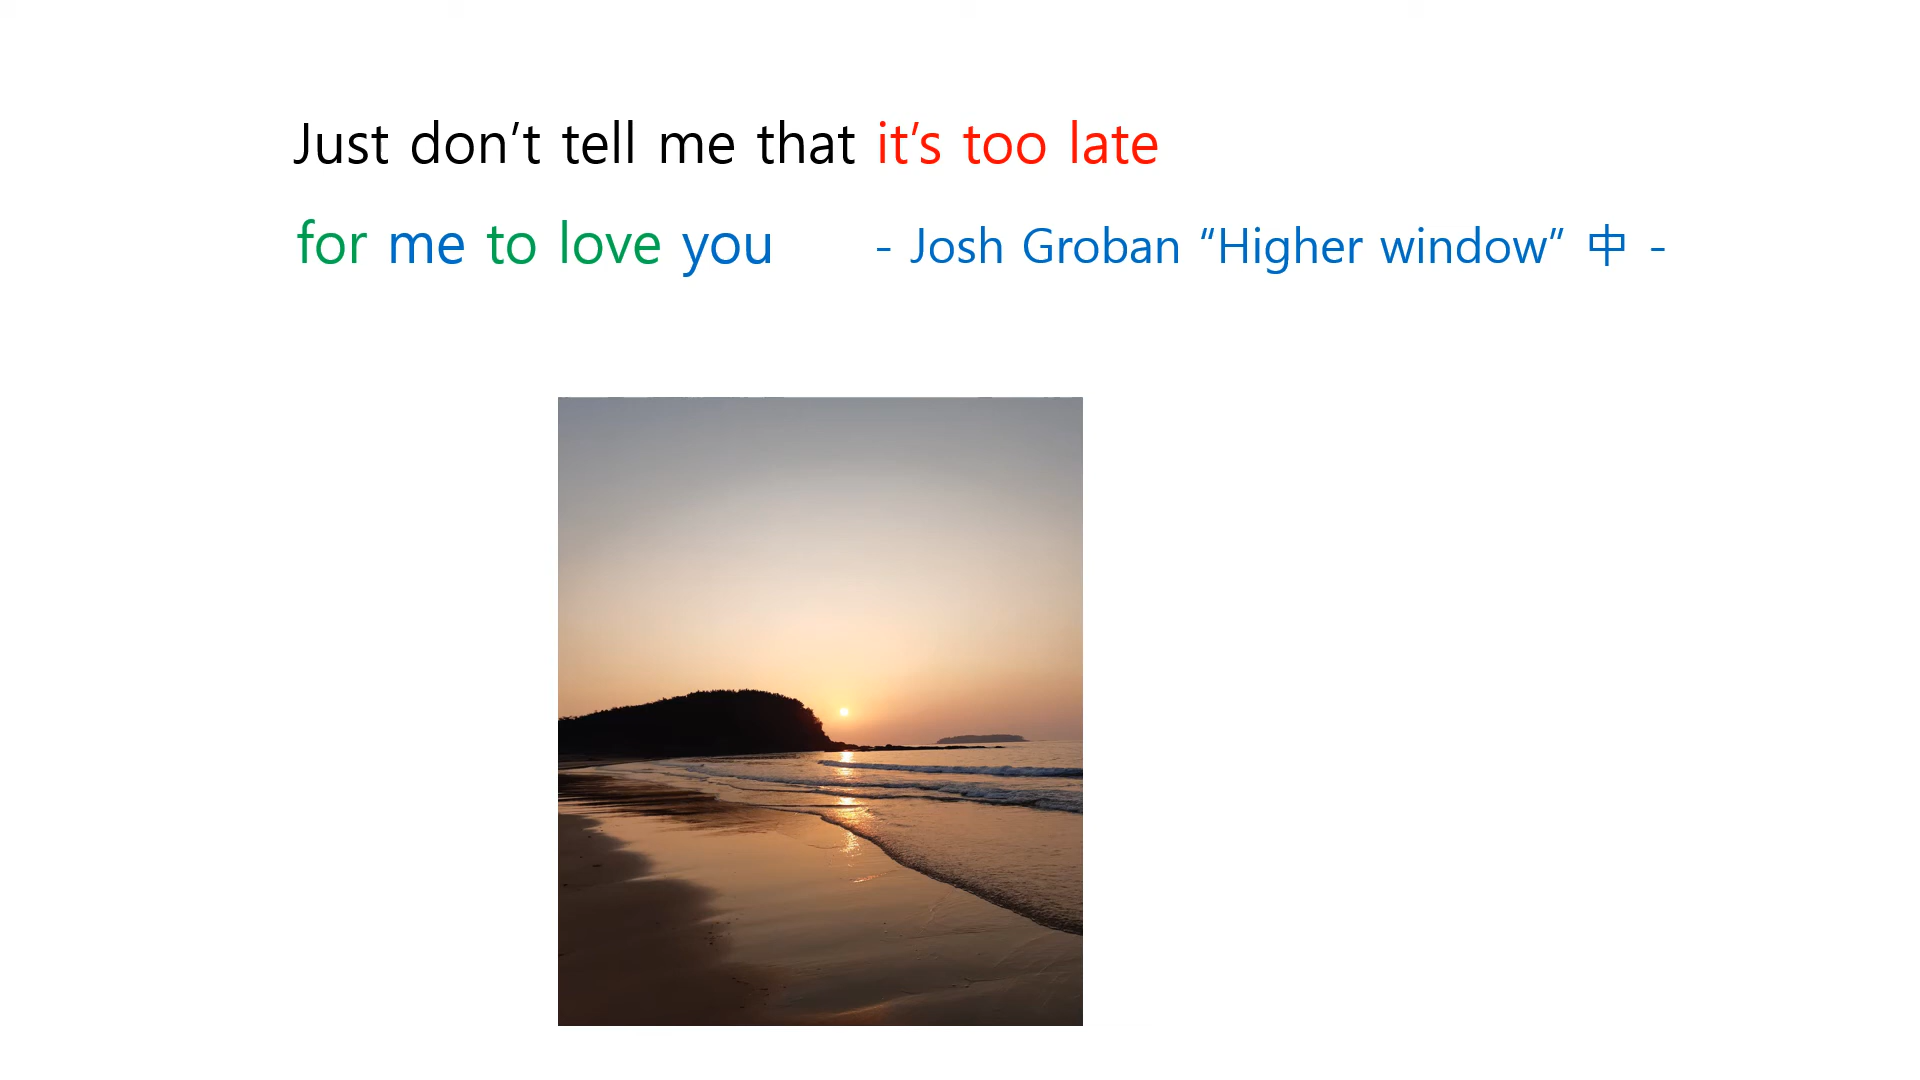 Just don’t tell me that it’s too late
for me to love you - Josh Groban “Higher window” 中 -